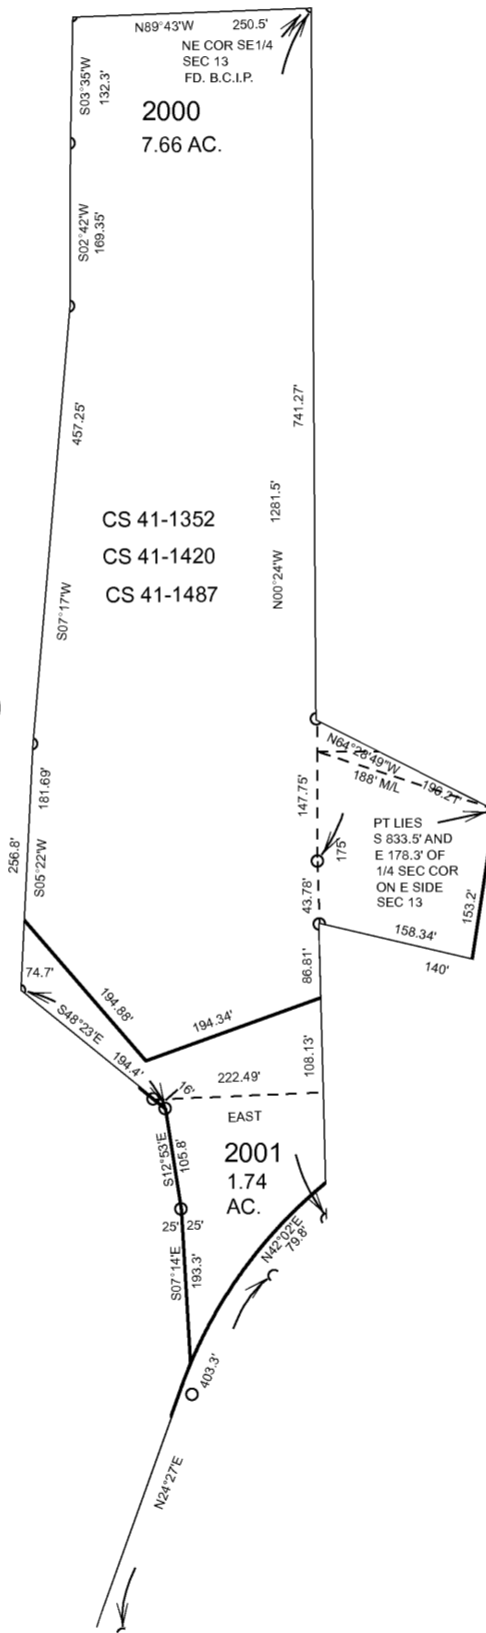 N89°43'W 250.5'
NE COR SE1/4
SEC 13
FD. B.C.I.P.
S03°35'W
132.3'
2000
7.66 AC.
S02°42'W
169.35'
457.25'
741.27'
1281.5'
CS 41-1352
CS 41-1420
CS 41-1487
N00°24'W
S07°17'W
N64°28'49"W
196.21'
188' M/L
147.75'
181.69'
256.8'
S05°22'W
175'
PT LIES
S 833.5' AND
E 178.3' OF
1/4 SEC COR
ON E SIDE
SEC 13
153.2'
43.78'
158.34'
140'
86.81'
74.7'
194.88'
194.34'
S48°23'E
194.4'
108.13'
16'
222.49'
EAST
S12°53'E
105.8'
2001
1.74
AC.
25' 25'
S07°14'E
193.3'
N42°02'E
79.8'
403.3'
N24°27'E